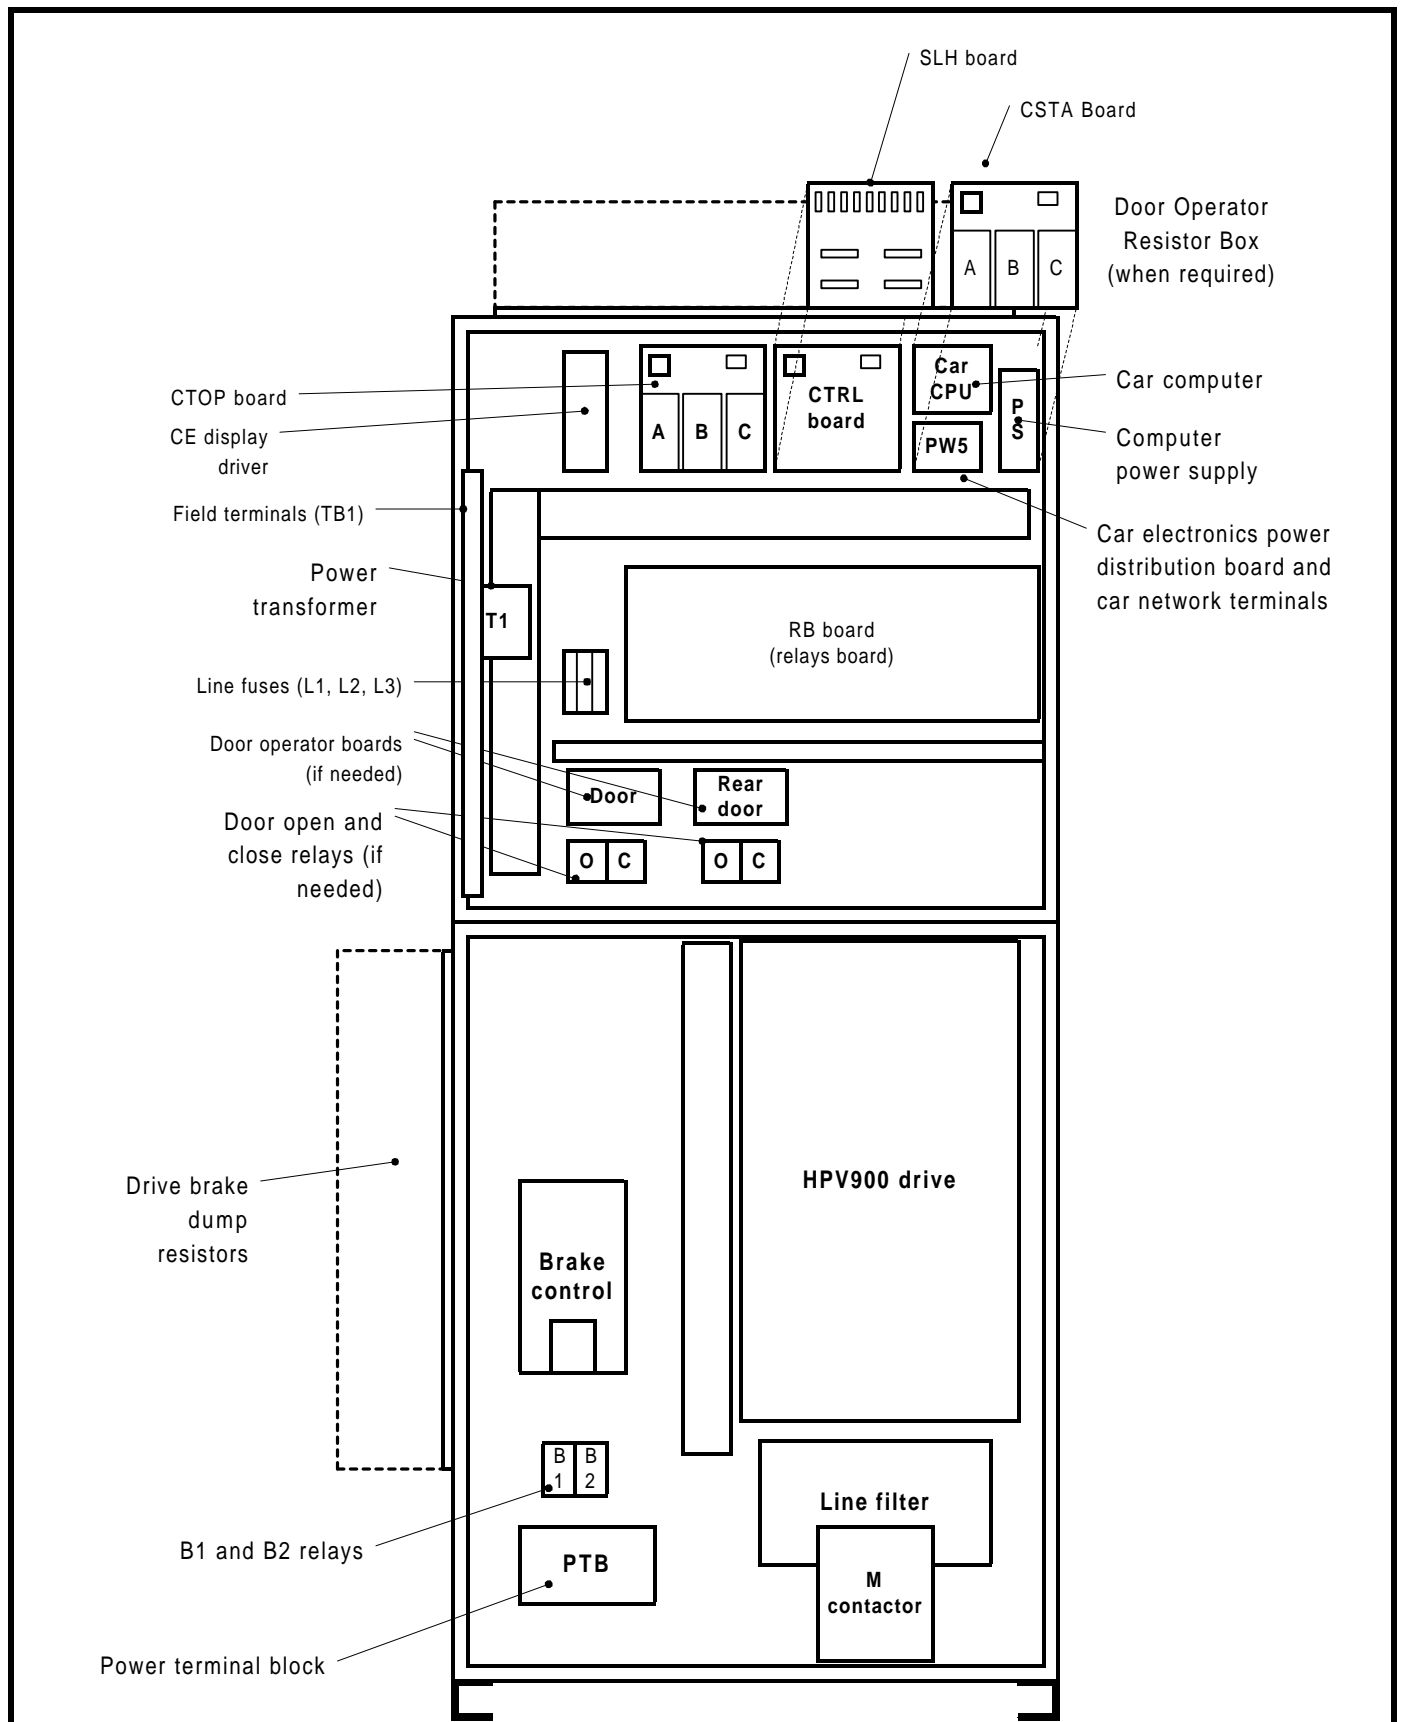 SLH board
CSTA Board
Door Operator
Resistor Box
(when required)
A B C
CTOP board
CE display
driver
A B C
CTRL
board
Car
CPU
PW5
P
S
Car computer
Computer
power supply
Field terminals (TB1)
Car electronics power
distribution board and
car network terminals
Power
transformer
T1
RB board
(relays board)
Line fuses (L1, L2, L3)
Door operator boards
(if needed)
Door
Rear
door
Door open and
close relays (if
needed)
O C
O C
Drive brake
dump
resistors
HPV900 drive
Brake
control
B B
1 2
Line filter
B1 and B2 relays
PTB
M
contactor
Power terminal block